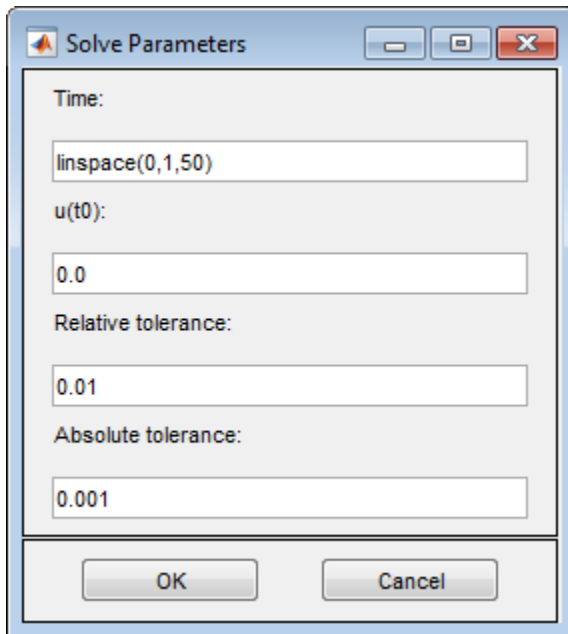 Solve Parameters
Time:
linspace(0,1,50)
u(t0):
0.0
Relative tolerance:
0.01
Absolute tolerance:
0.001
OK
Cancel